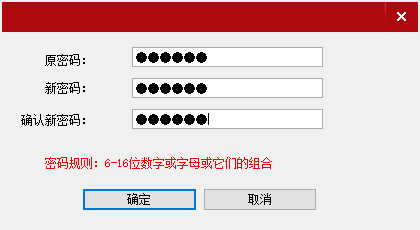 原密码：●●●●●●
新密码：●●●●●●
确认新密码：●●●●●●
密码规则：6-16位数字或字母或它们的组合
确定 取消